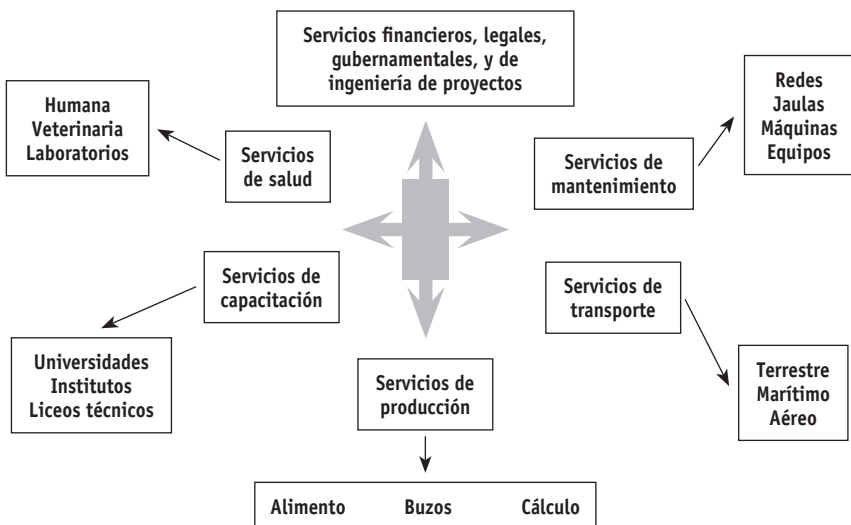 Servicios financieros, legales,
gubernamentales, y de
ingeniería de proyectos
Humana
Veterinaria
Laboratorios
Servicios
de salud
Servicios de
mantenimiento
Redes
Jaulas
Máquinas
Equipos
Servicios de
capacitación
Servicios de
transporte
Universidades
Institutos
Liceos técnicos
Servicios de
producción
Terrestre
Marítimo
Aéreo
Alimento Buzos Cálculo